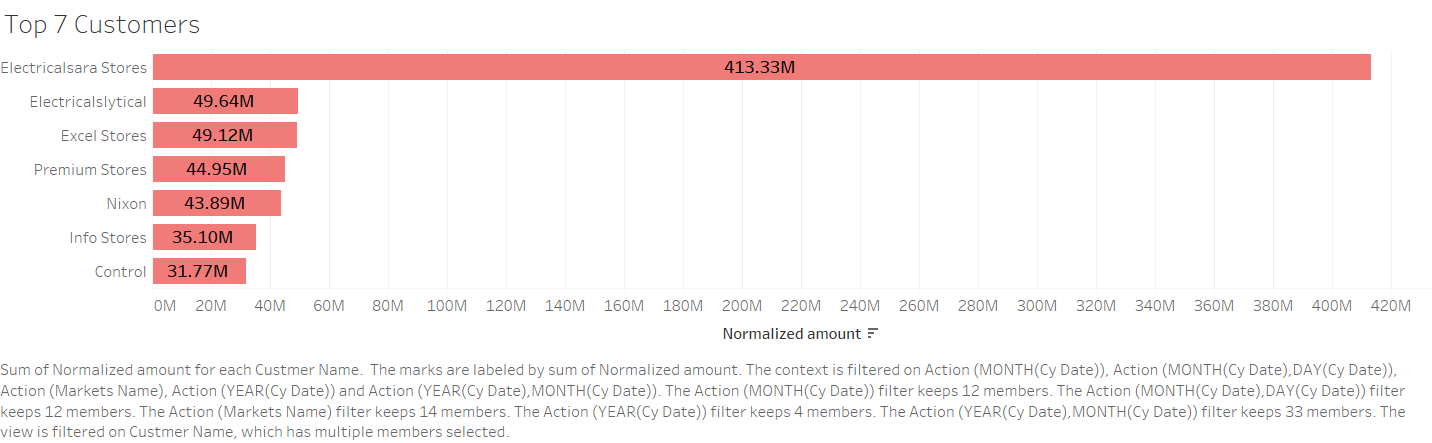 Top 7 Customers
Electricalsara Stores 413.33M
Electricalslytical 49.64M
Excel Stores 49.12M
Premium Stores 44.95M
Nixon 43.89M
Info Stores 35.10M
Control 31.77M
0M 20M 40M 60M 80M 100M 120M 140M 160M 180M 200M 220M 240M 260M 280M 300M 320M 340M 360M 380M 400M 420M
Normalized amount
Sum of Normalized amount for each Custmer Name. The marks are labeled by sum of Normalized amount. The context is filtered on Action (MONTH(Cy Date)), Action (MONTH(Cy Date),DAY(Cy Date)),
Action (Markets Name), Action (YEAR(Cy Date)) and Action (YEAR(Cy Date),MONTH(Cy Date)). The Action (MONTH(Cy Date)) filter keeps 12 members. The Action (MONTH(Cy Date),DAY(Cy Date)) filter
keeps 12 members. The Action (Markets Name) filter keeps 14 members. The Action (YEAR(Cy Date)) filter keeps 4 members. The Action (YEAR(Cy Date),MONTH(Cy Date)) filter keeps 33 members. The
view is filtered on Custmer Name, which has multiple members selected.